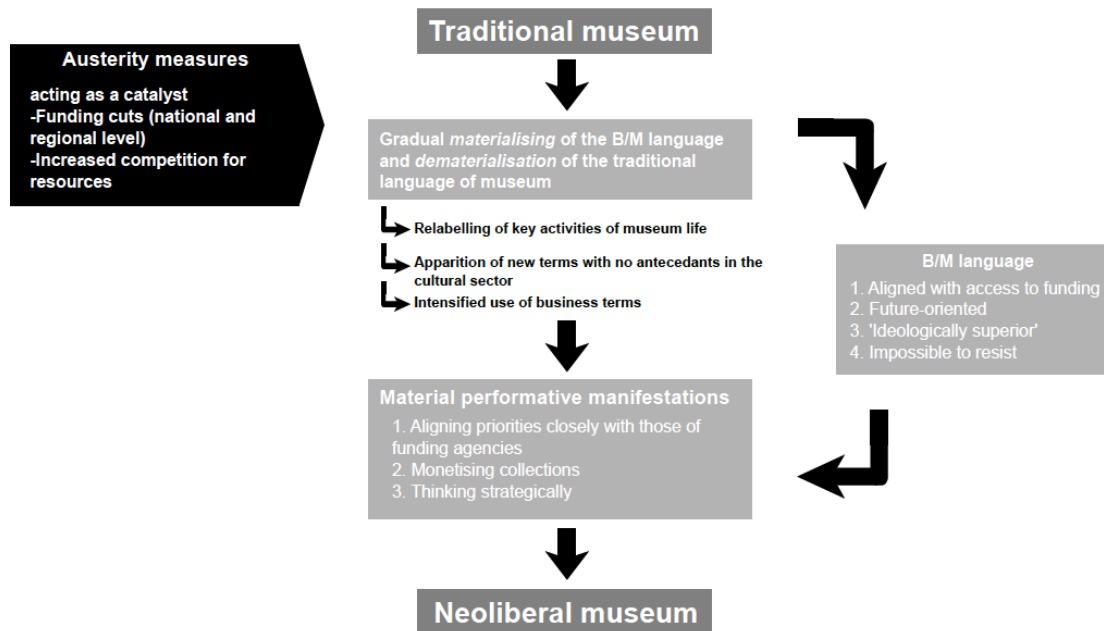 Traditional museum
Austerity measures
acting as a catalyst
-Funding cuts (national and
regional level)
-Increased competition for
resources
Gradual materialising of the B/M language
and dematerialisation of the traditional
language of museum
Relabelling of key activities of museum life
Apparition of new terms with no antecedants in the
cultural sector
Intensified use of business terms
B/M language
1. Aligned with access to funding
2. Future-oriented
3. 'Ideologically superior'
4. Impossible to resist
Material performative manifestations
1. Aligning priorities closely with those of
funding agencies
2. Monetising collections
3. Thinking strategically
Neoliberal museum